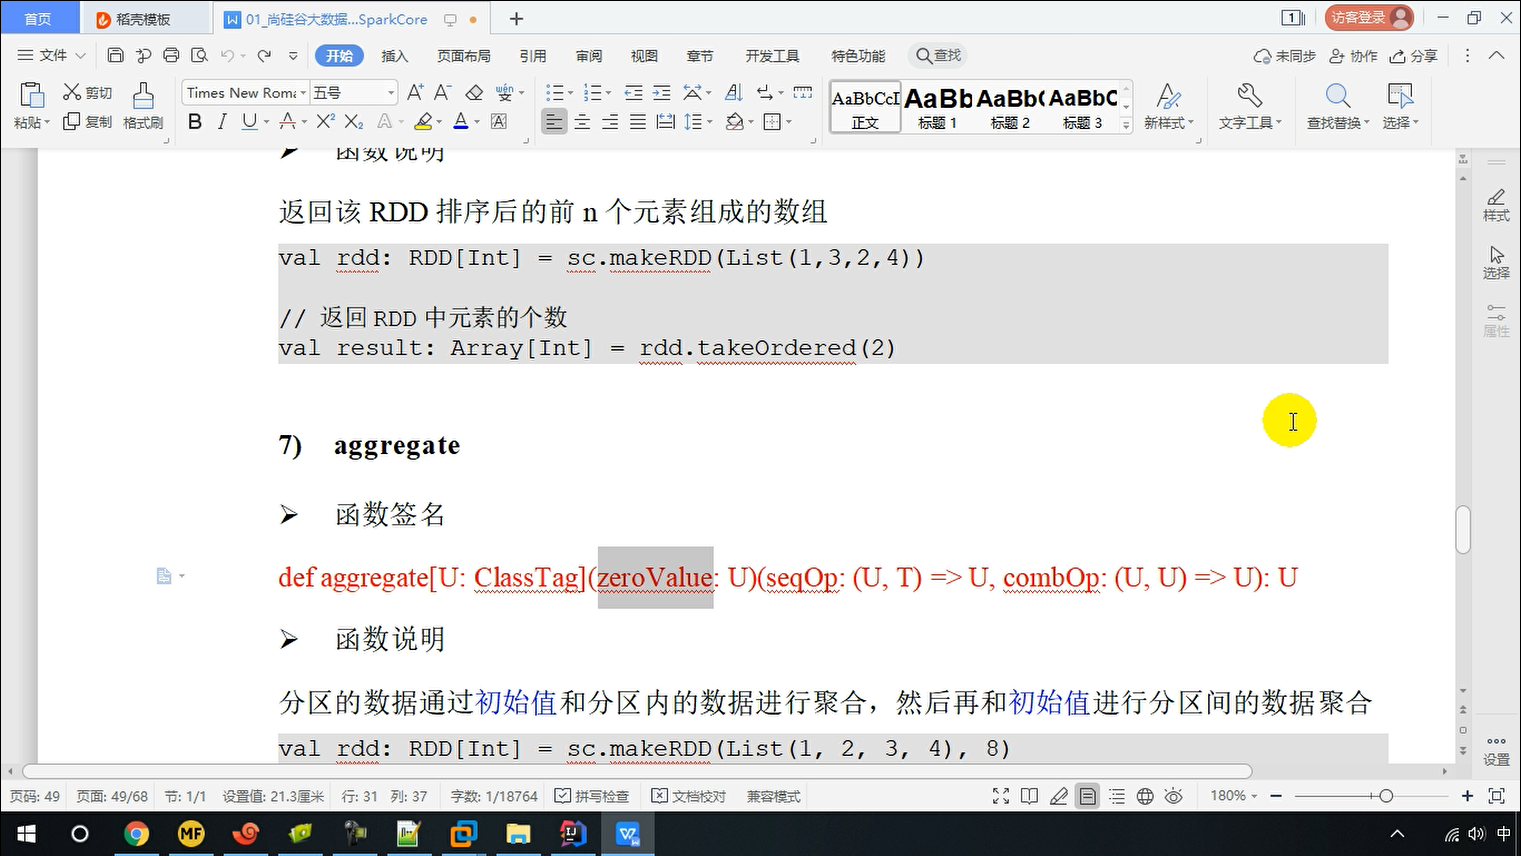 首页
稻壳模板
01_尚硅谷大数据...SparkCore
1
访客登录
文件
开始
插入
页面布局
引用
审阅
视图
章节
开发工具
特色功能
查找
未同步
协作
分享
粘贴
剪切
复制
格式刷
Times New Roma
五号
AaBbCcI
正文
AaBb
标题 1
AaBb(
标题 2
AaBbC
标题 3
新样式
文字工具
查找替换
选择
函数说明
返回该 RDD 排序后的前 n 个元素组成的数组
val rdd: RDD[Int] = sc.makeRDD(List(1,3,2,4))
// 返回 RDD 中元素的个数
val result: Array[Int] = rdd.takeOrdered(2)
7) aggregate
➢ 函数签名
def aggregate[U: ClassTag](zeroValue: U)(seqOp: (U, T) => U, combOp: (U, U) => U): U
➢ 函数说明
分区的数据通过初始值和分区内的数据进行聚合，然后再和初始值进行分区间的数据聚合
val rdd: RDD[Int] = sc.makeRDD(List(1, 2, 3, 4), 8)
样式
选择
属性
设置
页码: 49 页面: 49/68 节: 1/1 设置值: 21.3厘米 行: 31 列: 37 字数: 1/18764 拼写检查 文档校对 兼容模式 180%
MF
中